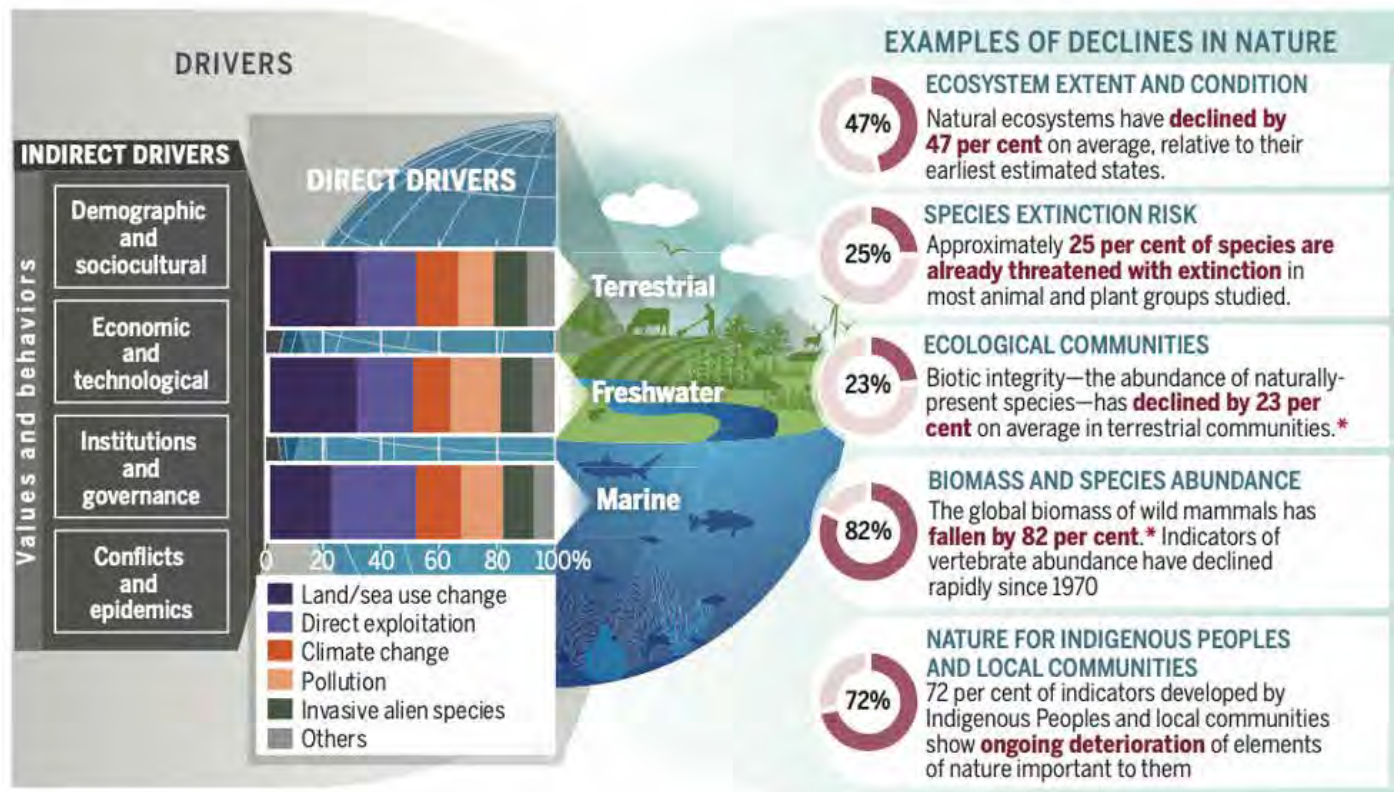 DRIVERS
INDIRECT DRIVERS
Values and behaviors
Demographic
and
sociocultural
Economic
and
technological
Institutions
and
governance
Conflicts
and
epidemics
DIRECT DRIVERS
Terrestrial
Freshwater
Marine
0 20 40 60 80 100%
Land/sea use change
Direct exploitation
Climate change
Pollution
Invasive alien species
Others
EXAMPLES OF DECLINES IN NATURE
47%
ECOSYSTEM EXTENT AND CONDITION
Natural ecosystems have declined by
47 per cent on average, relative to their
earliest estimated states.
25%
SPECIES EXTINCTION RISK
Approximately 25 per cent of species are
already threatened with extinction in
most animal and plant groups studied.
23%
ECOLOGICAL COMMUNITIES
Biotic integrity—the abundance of naturally-
present species—has declined by 23 per
cent on average in terrestrial communities.*
82%
BIOMASS AND SPECIES ABUNDANCE
The global biomass of wild mammals has
fallen by 82 per cent.* Indicators of
vertebrate abundance have declined
rapidly since 1970
72%
NATURE FOR INDIGENOUS PEOPLES
AND LOCAL COMMUNITIES
72 per cent of indicators developed by
Indigenous Peoples and local communities
show ongoing deterioration of elements
of nature important to them